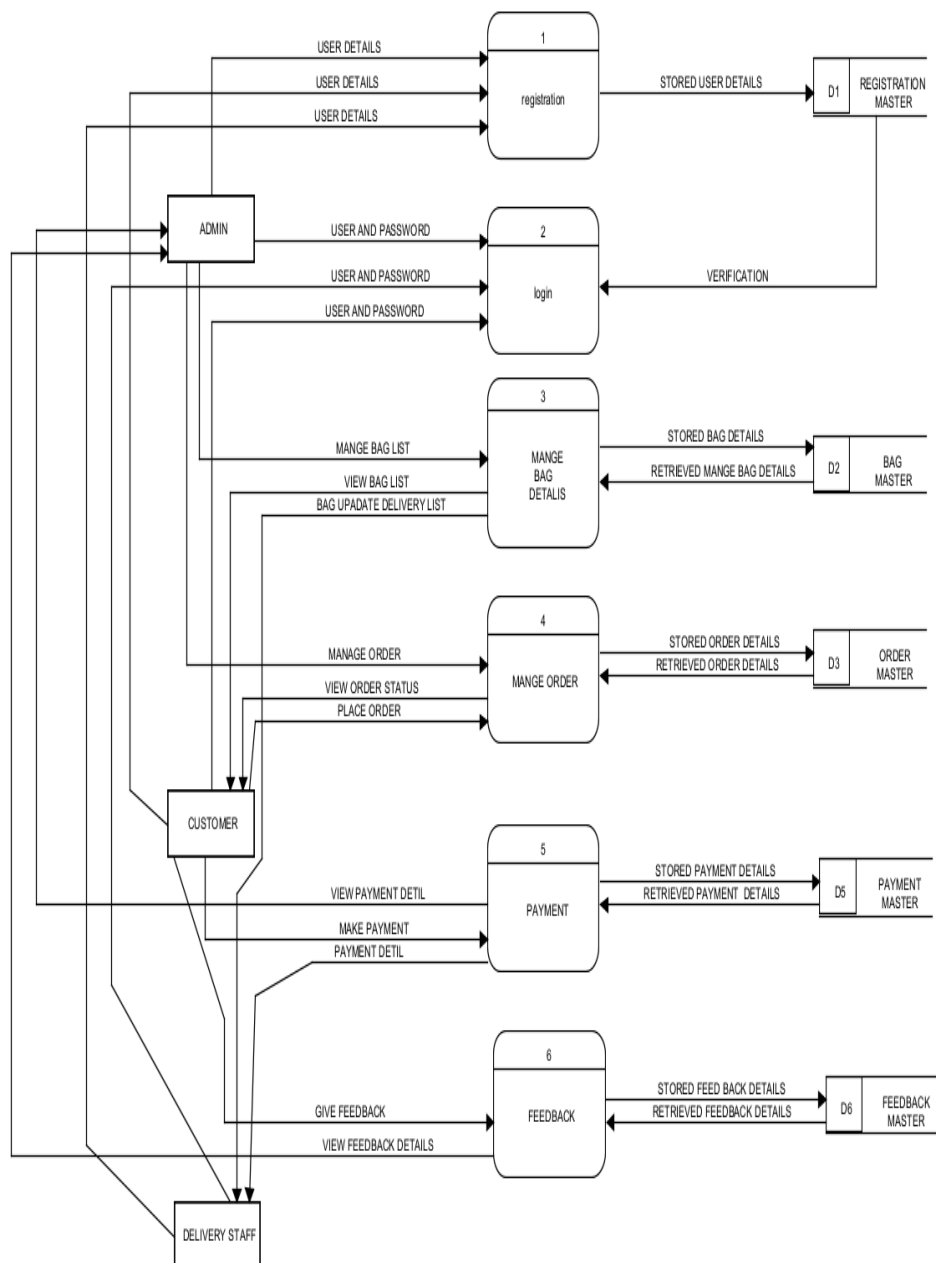 1
USER DETAILS
USER DETAILS
USER DETAILS
registration
STORED USER DETAILS
D1
REGISTRATION
MASTER
ADMIN
USER AND PASSWORD
USER AND PASSWORD
USER AND PASSWORD
2
login
VERIFICATION
3
MANGE BAG LIST
VIEW BAG LIST
BAG UPADATE DELIVERY LIST
MANGE
BAG
DETALIS
STORED BAG DETAILS
RETRIEVED MANGE BAG DETAILS
D2
BAG
MASTER
4
MANAGE ORDER
VIEW ORDER STATUS
PLACE ORDER
MANGE ORDER
STORED ORDER DETAILS
RETRIEVED ORDER DETAILS
D3
ORDER
MASTER
CUSTOMER
5
VIEW PAYMENT DETIL
MAKE PAYMENT
PAYMENT DETIL
PAYMENT
STORED PAYMENT DETAILS
RETRIEVED PAYMENT DETAILS
D5
PAYMENT
MASTER
6
GIVE FEEDBACK
VIEW FEEDBACK DETAILS
FEEDBACK
STORED FEED BACK DETAILS
RETRIEVED FEEDBACK DETAILS
D6
FEEDBACK
MASTER
DELIVERY STAFF